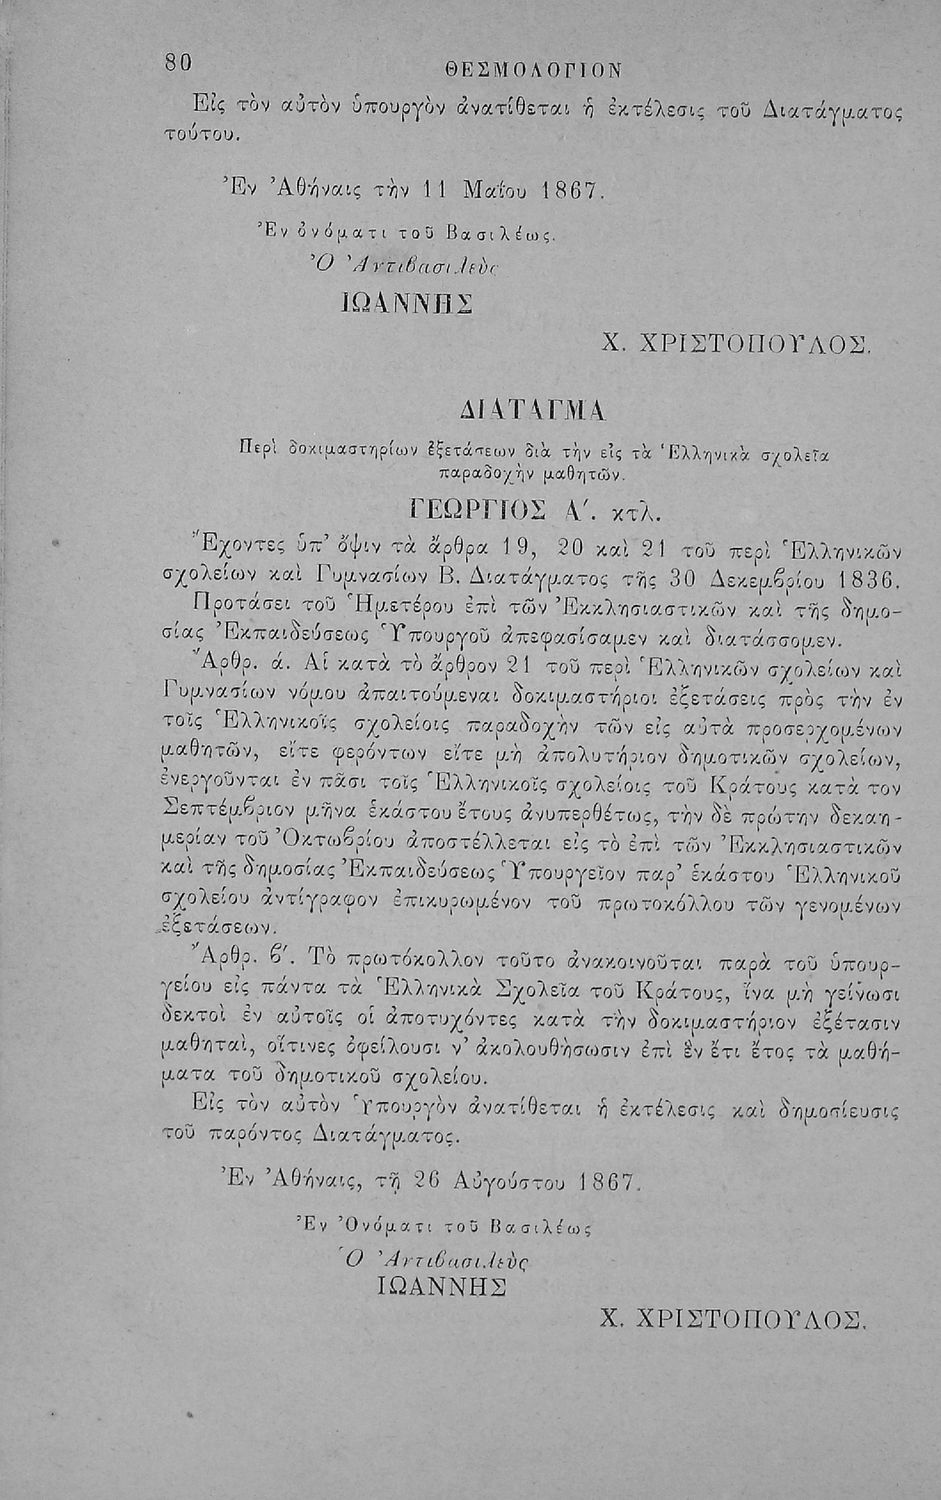 80
ΘΕΣΜΟΛΟΓΙΟΝ
Εἰς τὸν αὐτὸν ὑπουργὸν ἀνατίθεται ἡ ἐκτέλεσις τοῦ Διατάγματος
τούτου.
Ἐν Ἀθήναις τὴν 11 Μαΐου 1867.
Ἐν ὀνόματι τοῦ Βασιλέως.
Ὁ Ἀντιβασιλεὺς
ΙΩΑΝΝΗΣ
Χ. ΧΡΙΣΤΟΠΟΥΛΟΣ.
ΔΙΑΤΑΓΜΑ
Περὶ δοκιμαστηρίων ἐξετάσεων διὰ τὴν εἰς τὰ Ἑλληνικὰ σχολεῖα
παραδοχὴν μαθητῶν.
ΓΕΩΡΓΙΟΣ Α΄. κτλ.
Ἔχοντες ὑπ' ὄψιν τὰ ἄρθρα 19, 20 καὶ 21 τοῦ περὶ Ἑλληνικῶν
σχολείων καὶ Γυμνασίων Β. Διατάγματος τῆς 30 Δεκεμβρίου 1836.
Προτάσει τοῦ Ἡμετέρου ἐπὶ τῶν Ἐκκλησιαστικῶν καὶ τῆς δημο-
σίας Ἐκπαιδεύσεως Ὑπουργοῦ ἀπεφασίσαμεν καὶ διατάσσομεν.
Ἄρθρ. ά. Αἱ κατὰ τὸ ἄρθρον 21 τοῦ περὶ Ἑλληνικῶν σχολείων καὶ
Γυμνασίων νόμου ἀπαιτούμεναι δοκιμαστήριοι ἐξετάσεις πρὸς τὴν ἐν
τοῖς Ἑλληνικοῖς σχολείοις παραδοχὴν τῶν εἰς αὐτὰ προσερχομένων
μαθητῶν, εἴτε φερόντων εἴτε μὴ ἀπολυτήριον δημοτικῶν σχολείων,
ἐνεργοῦνται ἐν πᾶσι τοῖς Ἑλληνικοῖς σχολείοις τοῦ Κράτους κατὰ τον
Σεπτέμβριον μῆνα ἑκάστου ἔτους ἀνυπερθέτως, τὴν δὲ πρώτην δεκαη-
μερίαν τοῦ Ὀκτωβρίου ἀποστέλλεται εἰς τὸ ἐπὶ τῶν Ἐκκλησιαστικῶν
καὶ τῆς δημοσίας Ἐκπαιδεύσεως Ὑπουργεῖον παρ' ἑκάστου Ἑλληνικοῦ
σχολείου ἀντίγραφον ἐπικυρωμένον τοῦ πρωτοκόλλου τῶν γενομένων
ἐξετάσεων.
Ἄρθρ. β΄. Τὸ πρωτόκολλον τοῦτο ἀνακοινοῦται παρὰ τοῦ ὑπουρ-
γείου εἰς πάντα τὰ Ἑλληνικὰ Σχολεῖα τοῦ Κράτους, ἵνα μὴ γείνωσι
δεκτοὶ ἐν αὐτοῖς οἱ ἀποτυχόντες κατὰ τὴν δοκιμαστήριον ἐξέτασιν
μαθηταὶ, οἵτινες ὀφείλουσι ν' ἀκολουθήσωσιν ἐπὶ ἓν ἔτι ἔτος τὰ μαθή-
ματα τοῦ δημοτικοῦ σχολείου.
Εἰς τὸν αὐτὸν Ὑπουργὸν ἀνατίθεται ἡ ἐκτέλεσις καὶ δημοσίευσις
τοῦ παρόντος Διατάγματος.
Ἐν Ἀθήναις, τῇ 26 Αὐγούστου 1867.
Ἐν Ὀνόματι τοῦ Βασιλέως
Ὁ Ἀντιβασιλεὺς
ΙΩΑΝΝΗΣ
Χ. ΧΡΙΣΤΟΠΟΥΛΟΣ.